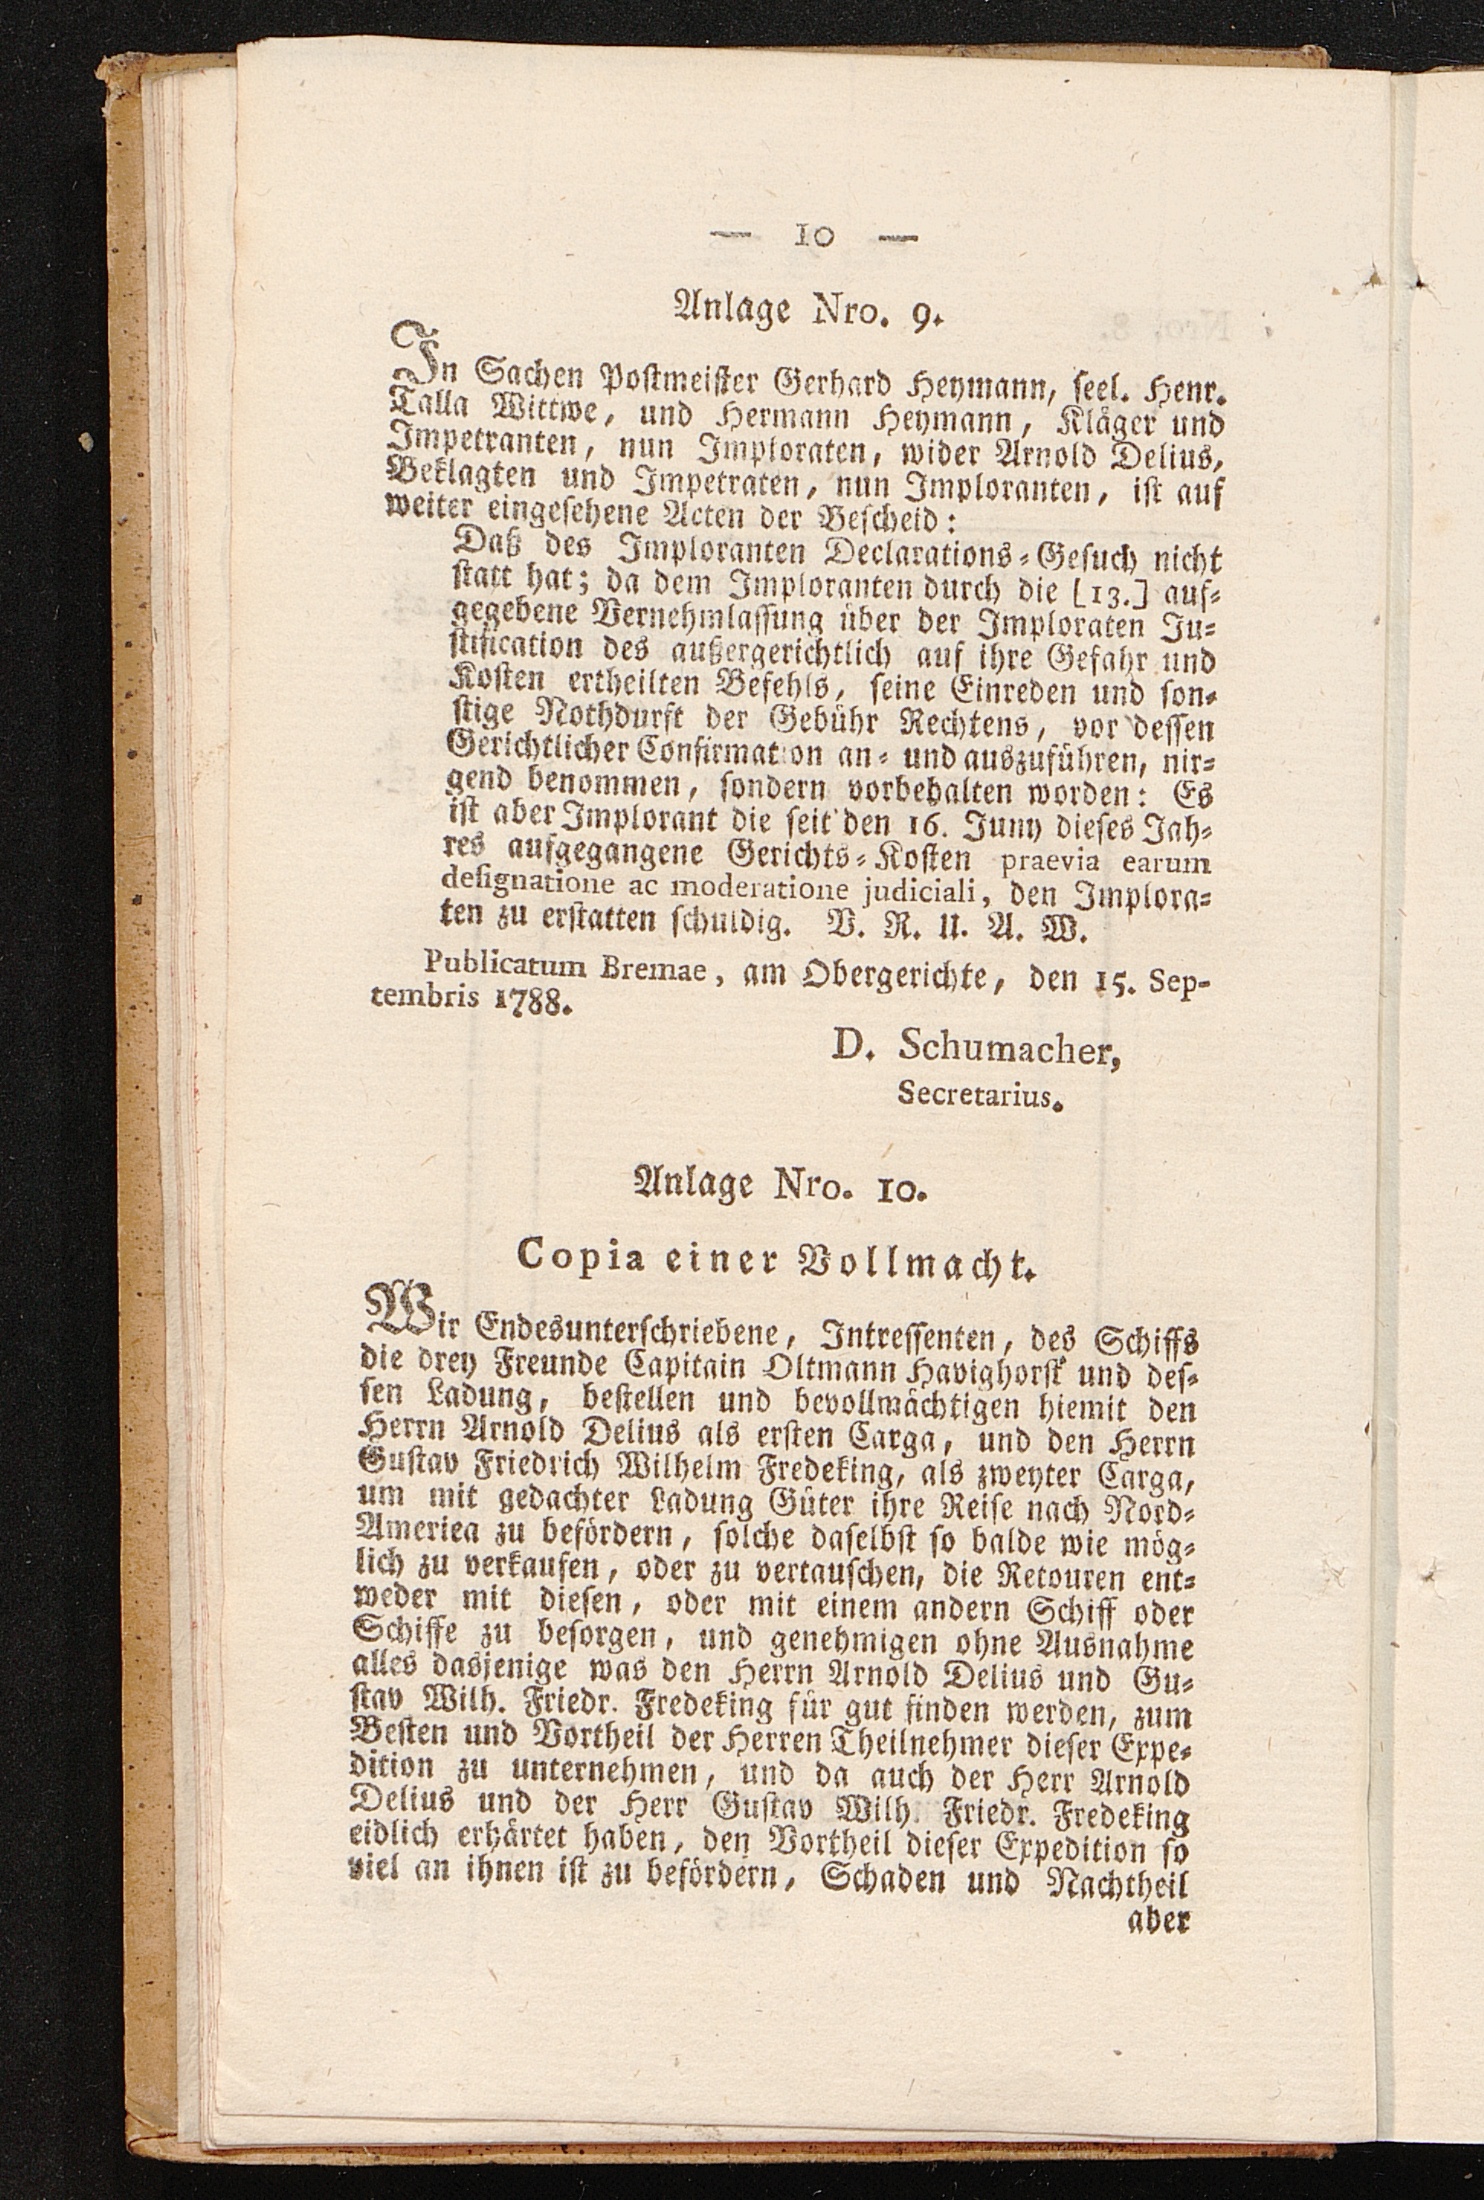 — 10 —
Anlage Nro. 9.
In Sachen Postmeister Gerhard Heymann, seel. Henr.
Talla Wittwe, und Hermann Heymann, Kläger und
Impetranten, nun Imploraten, wider Arnold Delius,
Beklagten und Impetraten, nun Imploranten, ist auf
weiter eingesehene Acten der Bescheid:
Daß des Imploranten Declarations-Gesuch nicht
statt hat; da dem Imploranten durch die [13.] auf-
gegebene Vernehmlassung über der Imploraten Ju-
stification des außergerichtlich auf ihre Gefahr und
Kosten ertheilten Befehls, seine Einreden und son-
stige Nothdurft der Gebühr Rechtens, vor dessen
Gerichtlicher Confirmation an- und auszuführen, nir-
gend benommen, sondern vorbehalten worden: Es
ist aber Implorant die seit den 16. Juny dieses Jah-
res aufgegangene Gerichts-Kosten praevia earum
designatione ac moderatione judiciali, den Implora-
ten zu erstatten schuldig. V. R. U. A. W.
Publicatum Bremae, am Obergerichte, den 15. Sep-
tembris 1788.
D. Schumacher,
Secretarius.
Anlage Nro. 10.
Copia einer Vollmacht.
Wir Endesunterschriebene, Intressenten, des Schiffs
die drey Freunde Capitain Oltmann Havighorst und des-
sen Ladung, bestellen und bevollmächtigen hiemit den
Herrn Arnold Delius als ersten Carga, und den Herrn
Gustav Friedrich Wilhelm Fredeking, als zweyter Carga,
um mit gedachter Ladung Güter ihre Reise nach Nord-
Ameriea zu befördern, solche daselbst so balde wie mög-
lich zu verkaufen, oder zu vertauschen, die Retouren ent-
weder mit diesen, oder mit einem andern Schiff oder
Schiffe zu besorgen, und genehmigen ohne Ausnahme
alles dasjenige was den Herrn Arnold Delius und Gu-
stav Wilh. Friedr. Fredeking für gut finden werden, zum
Besten und Vortheil der Herren Theilnehmer dieser Expe-
dition zu unternehmen, und da auch der Herr Arnold
Delius und der Herr Gustav Wilh. Friedr. Fredeking
eidlich erhärtet haben, den Vortheil dieser Expedition so
viel an ihnen ist zu befördern, Schaden und Nachtheil
aber